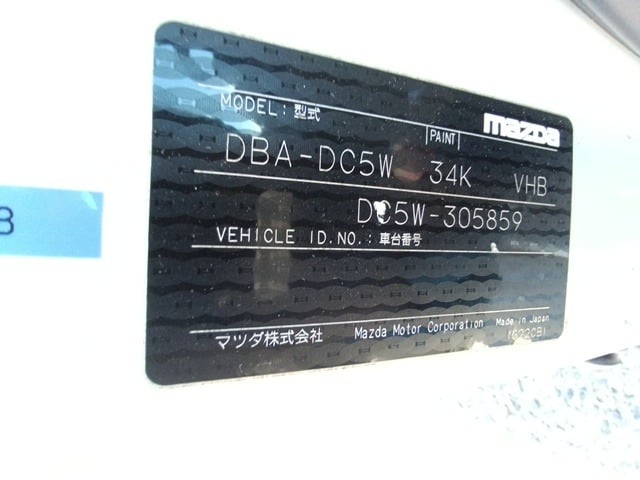 MODEL: 型式 PAINT mazda
DBA-DC5W 34K VHB
DC5W-305859
VEHICLE ID.NO.: 車台番号
マツダ株式会社 Mazda Motor Corporation Made in Japan